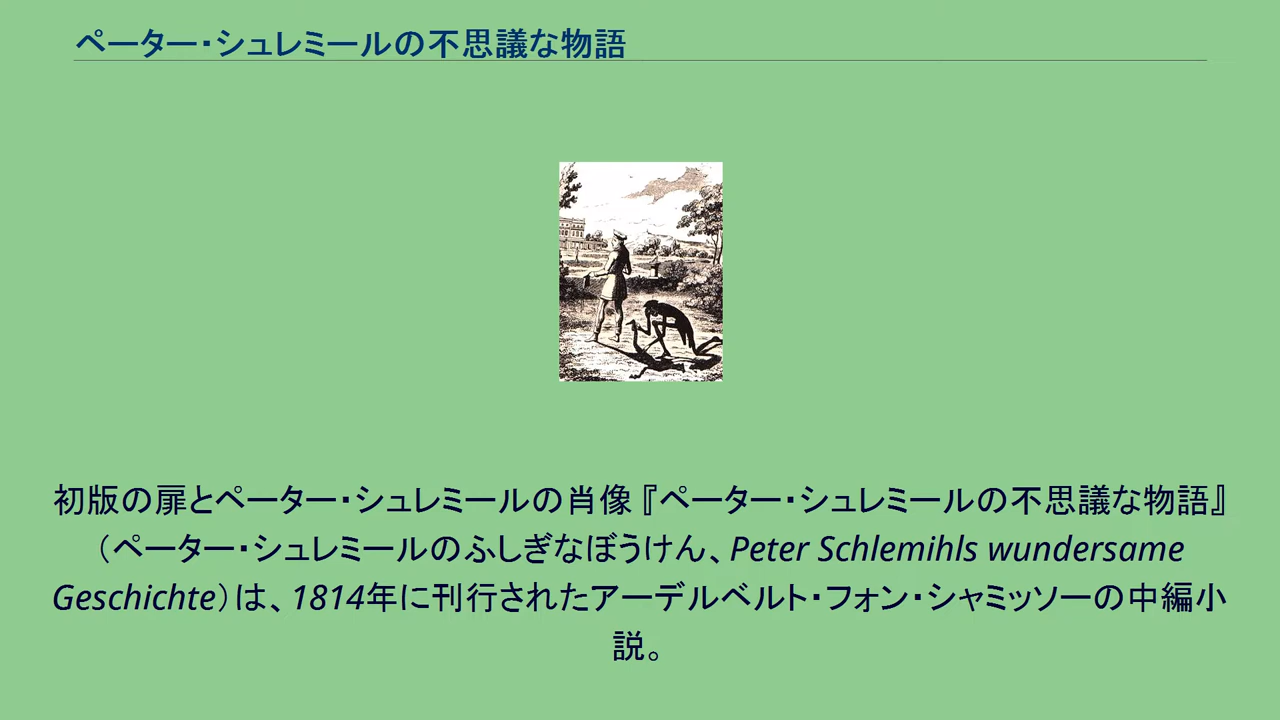 ペーター・シュレミールの不思議な物語
初版の扉とペーター・シュレミールの肖像『ペーター・シュレミールの不思議な物語』
（ペーター・シュレミールのふしぎなぼうけん、Peter Schlemihls wundersame
Geschichte）は、1814年に刊行されたアーデルベルト・フォン・シャミッソーの中編小
説。